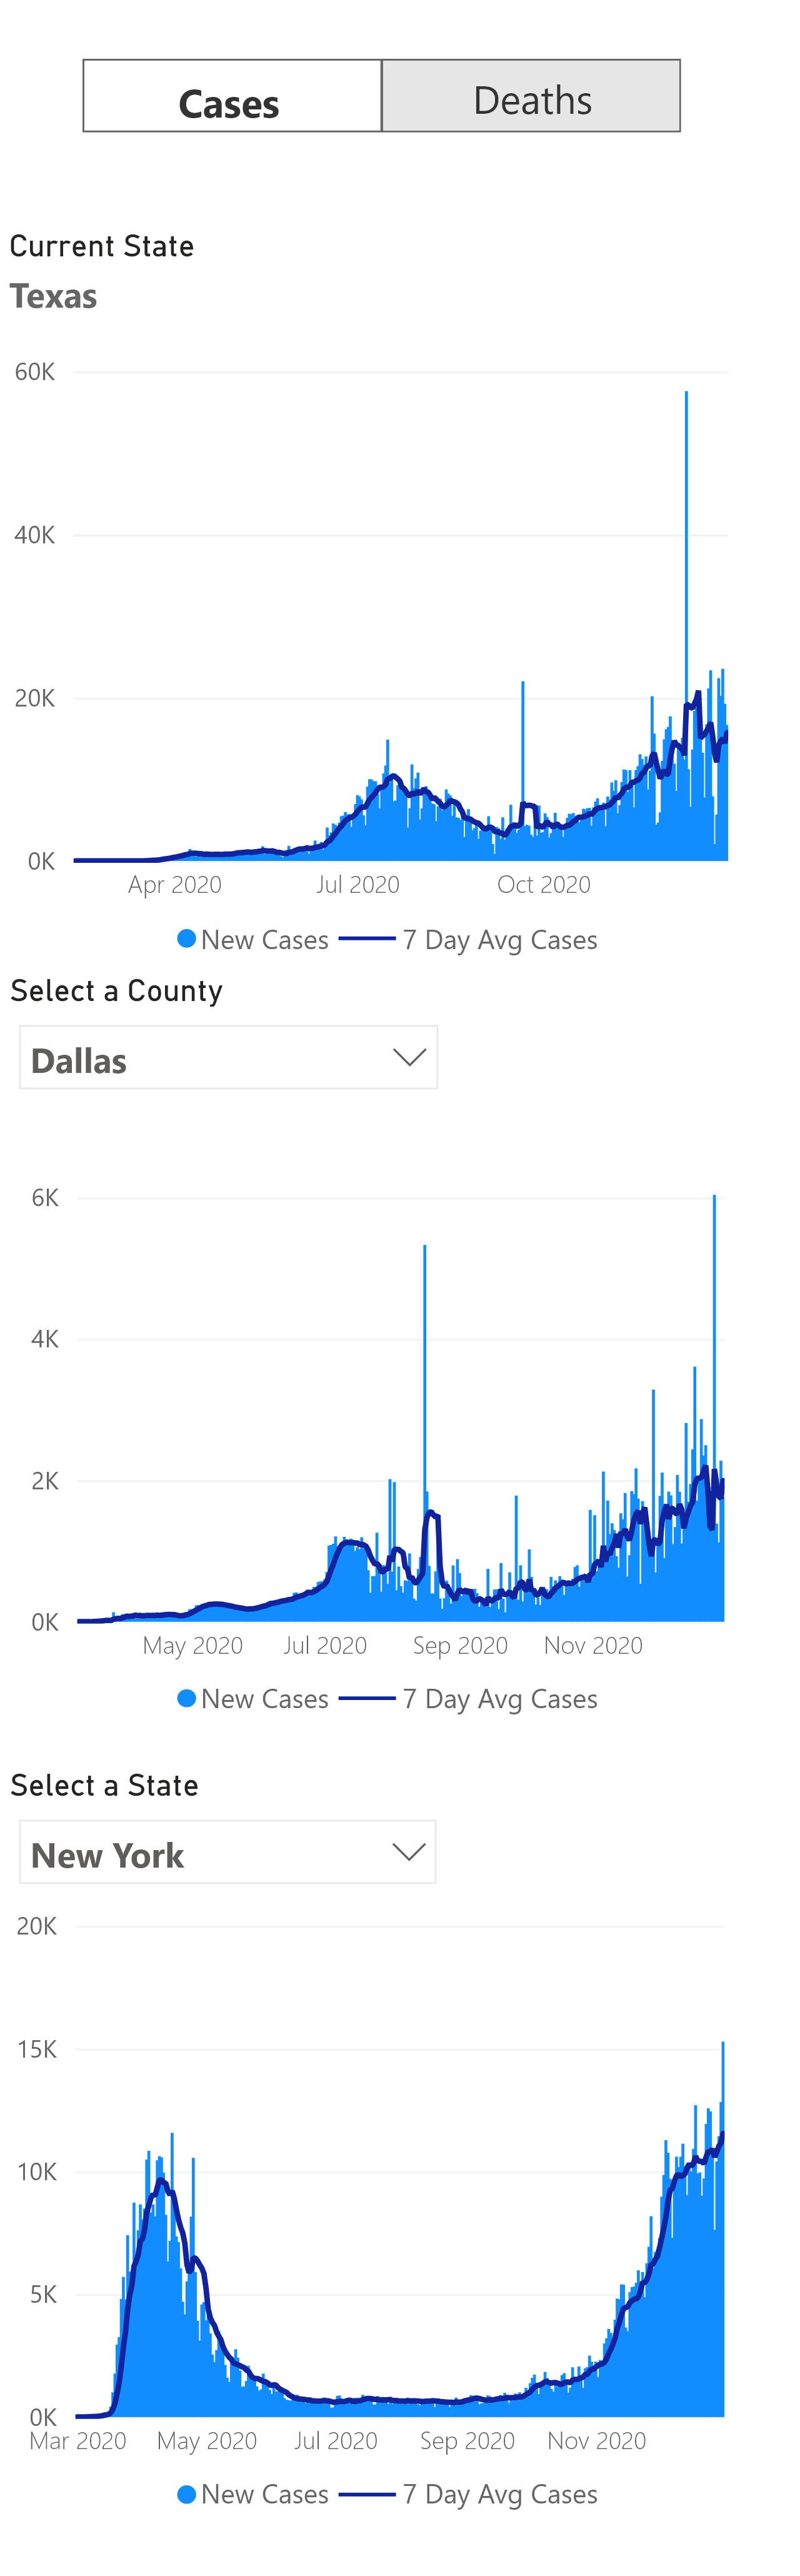 Cases Deaths
Current State
Texas
60K
40K
20K
0K
Apr 2020 Jul 2020 Oct 2020
New Cases 7 Day Avg Cases
Select a County
Dallas
6K
4K
2K
0K
May 2020 Jul 2020 Sep 2020 Nov 2020
New Cases 7 Day Avg Cases
Select a State
New York
20K
15K
10K
5K
0K
Mar 2020 May 2020 Jul 2020 Sep 2020 Nov 2020
New Cases 7 Day Avg Cases